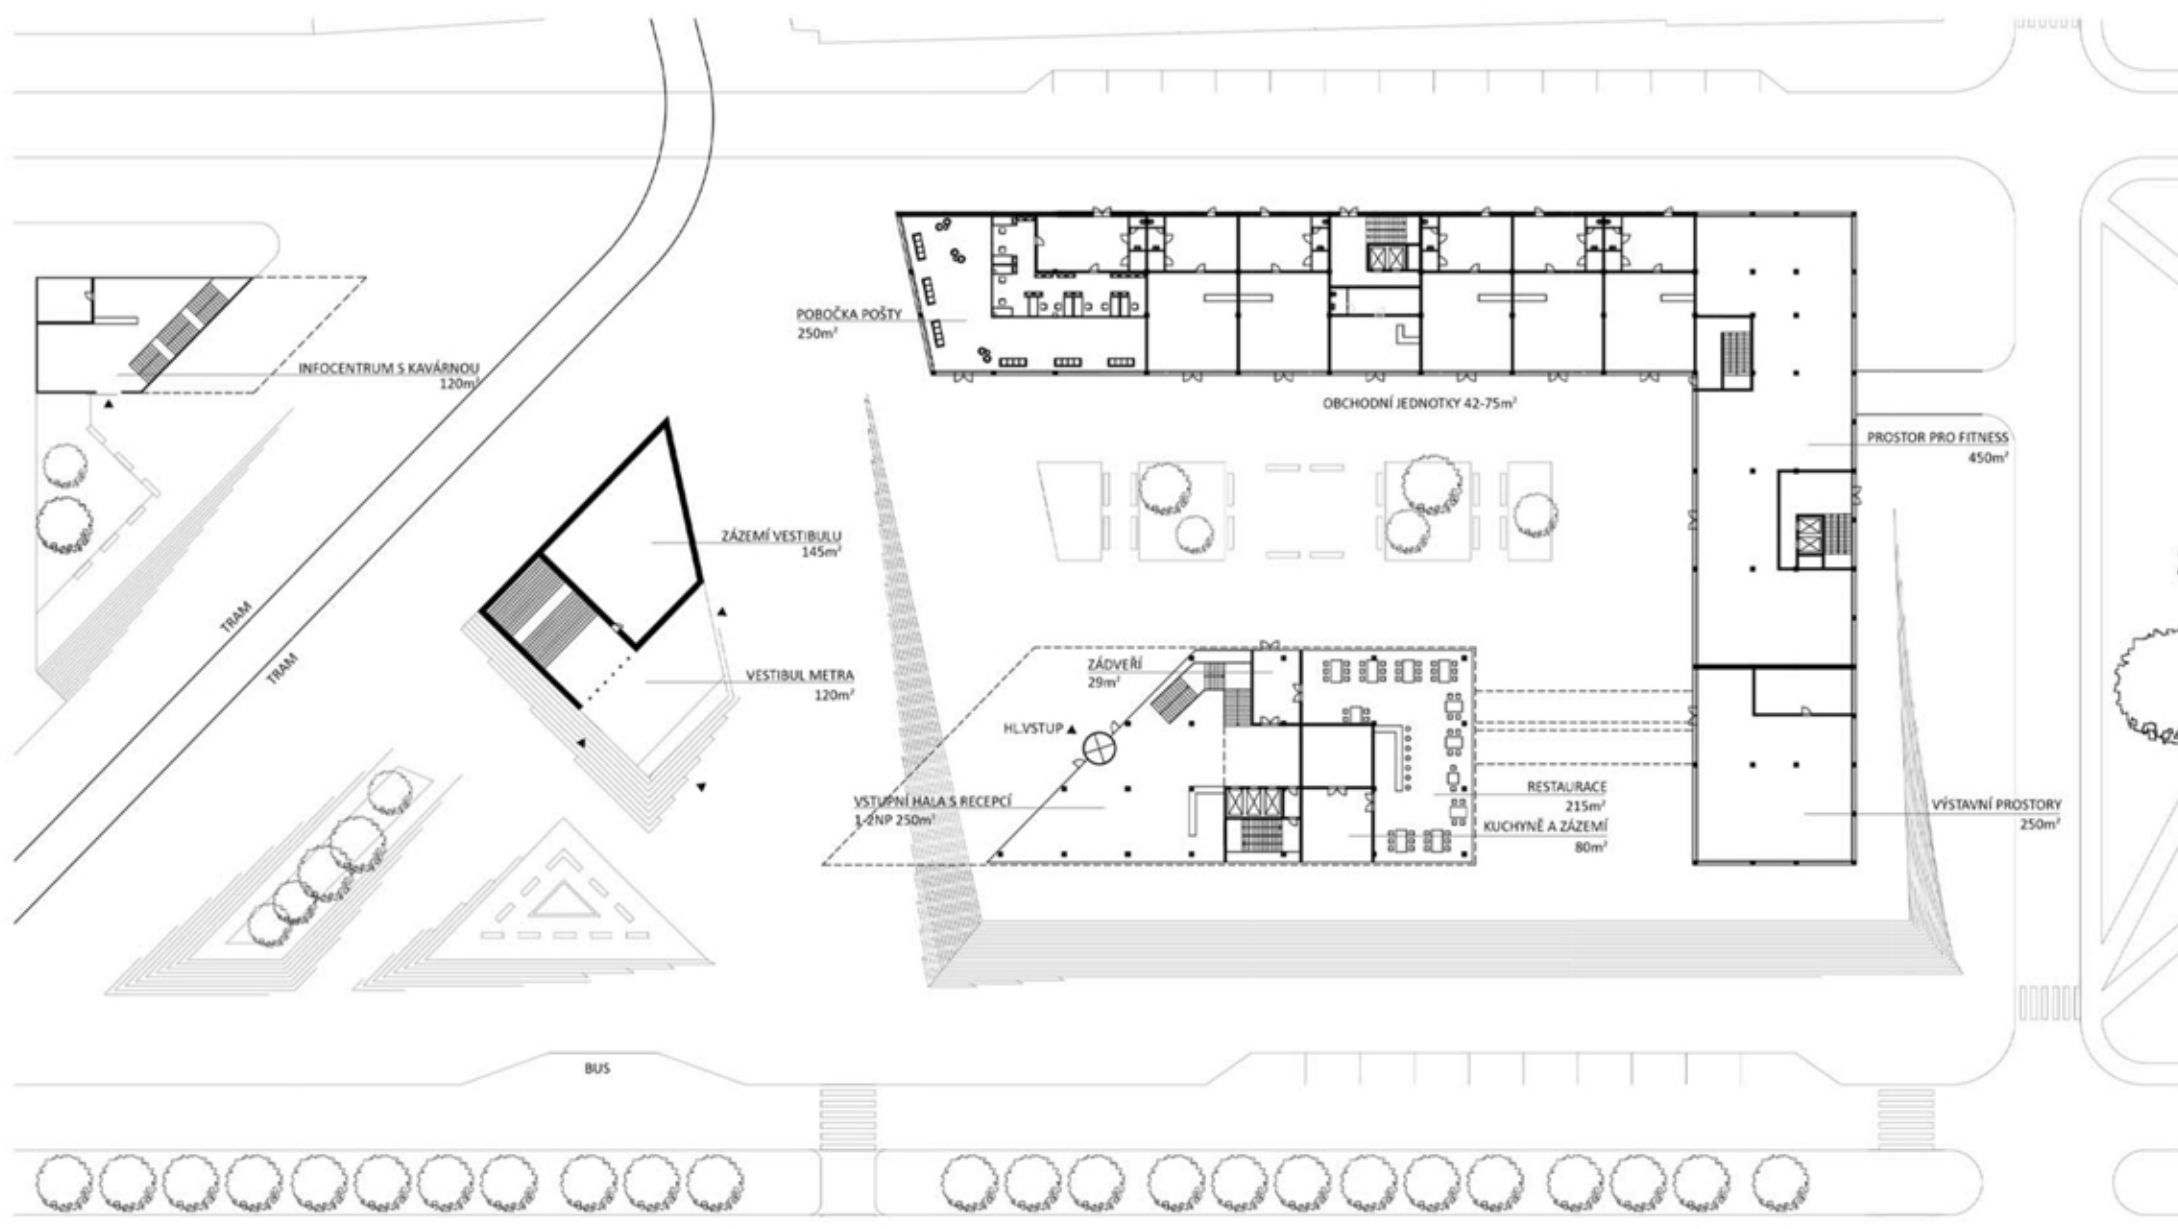 POBOČKA POŠTY
250m²
INFOCENTRUM S KAVÁRNOU
120m²
OBCHODNÍ JEDNOTKY 42-75m²
PROSTOR PRO FITNESS
450m²
ZÁZEMÍ VESTIBULU
145m²
TRAM
TRAM
VESTIBUL METRA
120m²
ZÁDVEŘÍ
29m²
HL.VSTUP
VSTUPNÍ HALA S RECEPCÍ
1-2NP 250m²
RESTAURACE
215m²
KUCHYNĚ A ZÁZEMÍ
80m²
VÝSTAVNÍ PROSTORY
250m²
BUS